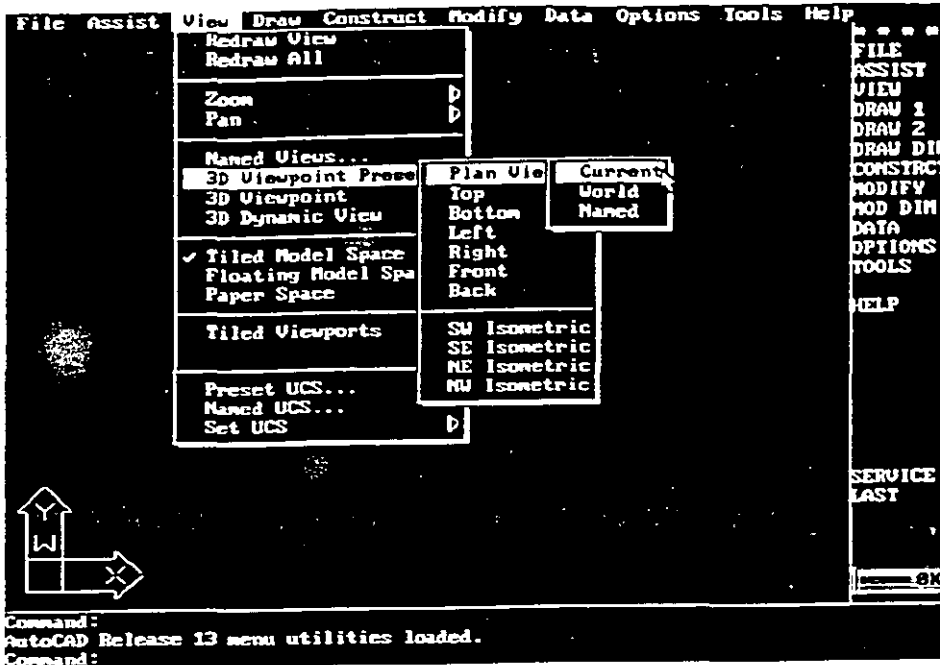 File Assist View Draw Construct Modify Data Options Tools Help
Redraw View
Redraw All
Zoom
Pan
Named Views...
3D Viewpoint Prese
3D Viewpoint
3D Dynamic View
✓ Tiled Model Space
Floating Model Spa
Paper Space
Tiled Viewports
Preset UCS...
Named UCS...
Set UCS
Plan Vie
Top
Bottom
Left
Right
Front
Back
SW Isometric
SE Isometric
NE Isometric
NW Isometric
Current
World
Named
* * * *
FILE
ASSIST
VIEW
DRAW 1
DRAW 2
DRAW DIM
CONSTRCT
MODIFY
MOD DIM
DATA
OPTIONS
TOOLS
HELP
SERVICE
LAST
Y
W
X
Command:
AutoCAD Release 13 menu utilities loaded.
Command: